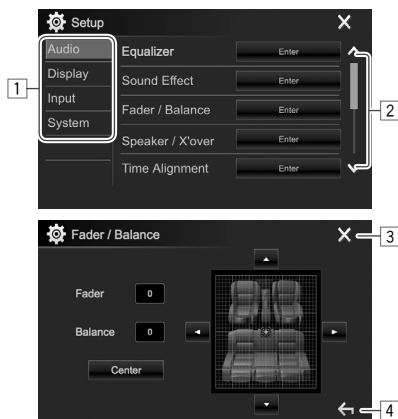 Setup
Audio
Display
Input
System
Equalizer Enter
Sound Effect Enter
Fader / Balance Enter
Speaker / X'over Enter
Time Alignment Enter
1
2
Fader / Balance
3
Fader 0
Balance 0
Center
4